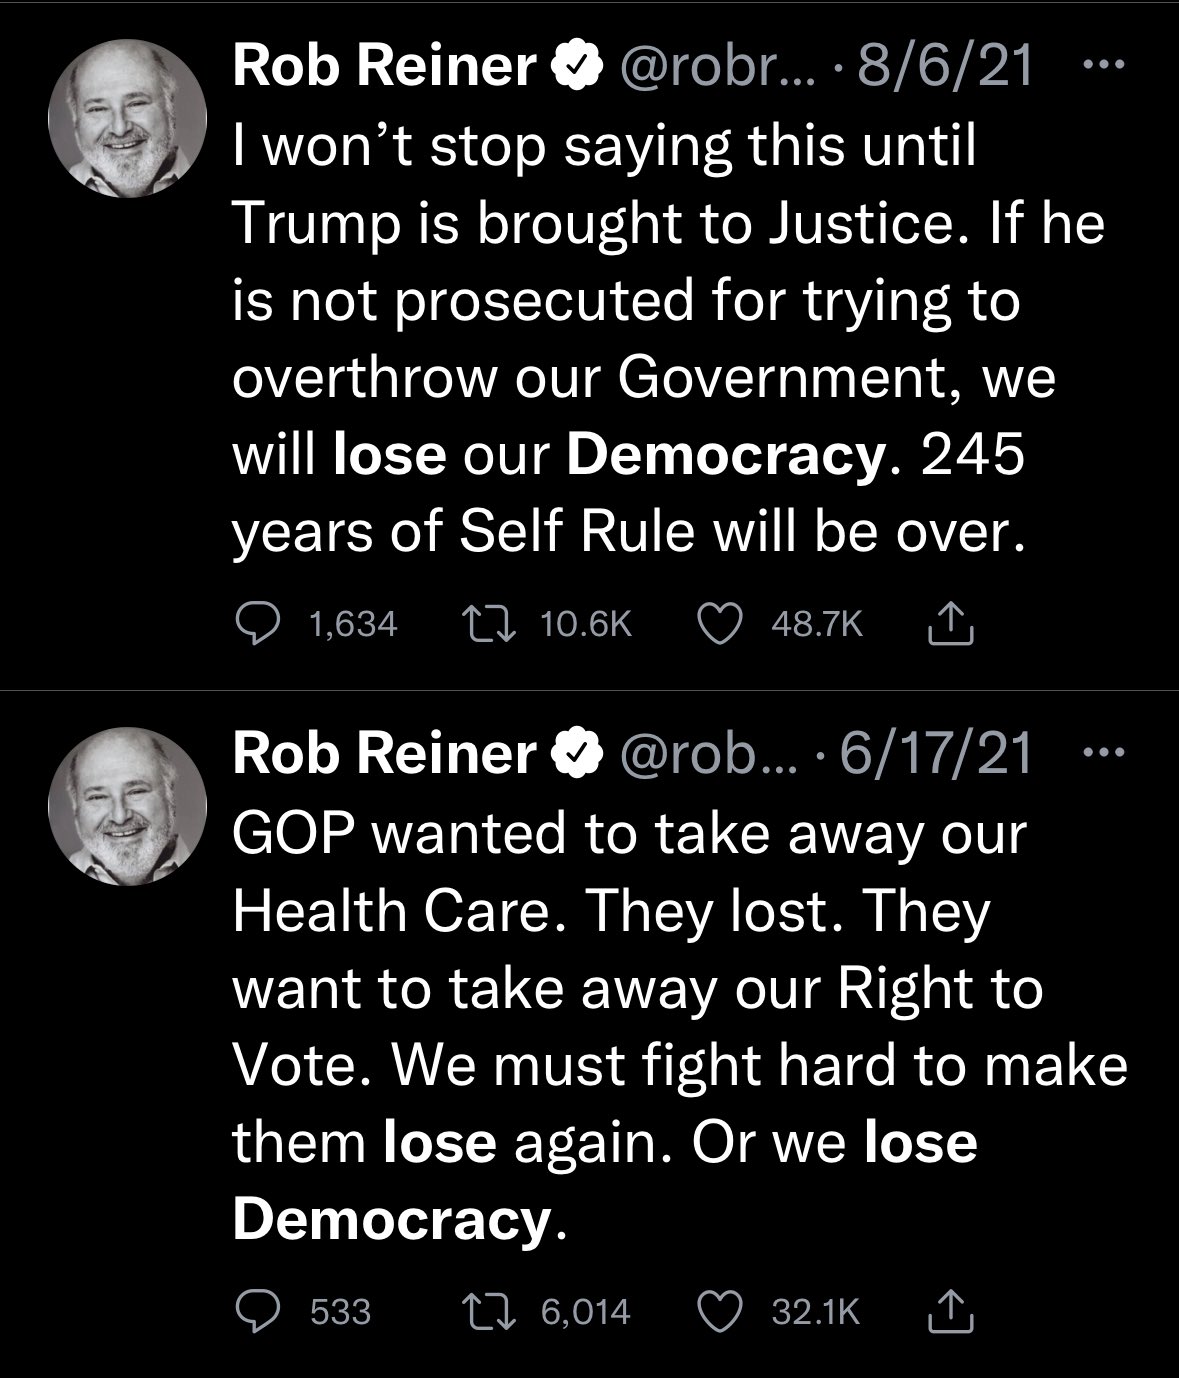 Rob Reiner @robr... · 8/6/21
I won’t stop saying this until
Trump is brought to Justice. If he
is not prosecuted for trying to
overthrow our Government, we
will lose our Democracy. 245
years of Self Rule will be over.
1,634 10.6K 48.7K
Rob Reiner @rob... · 6/17/21
GOP wanted to take away our
Health Care. They lost. They
want to take away our Right to
Vote. We must fight hard to make
them lose again. Or we lose
Democracy.
533 6,014 32.1K